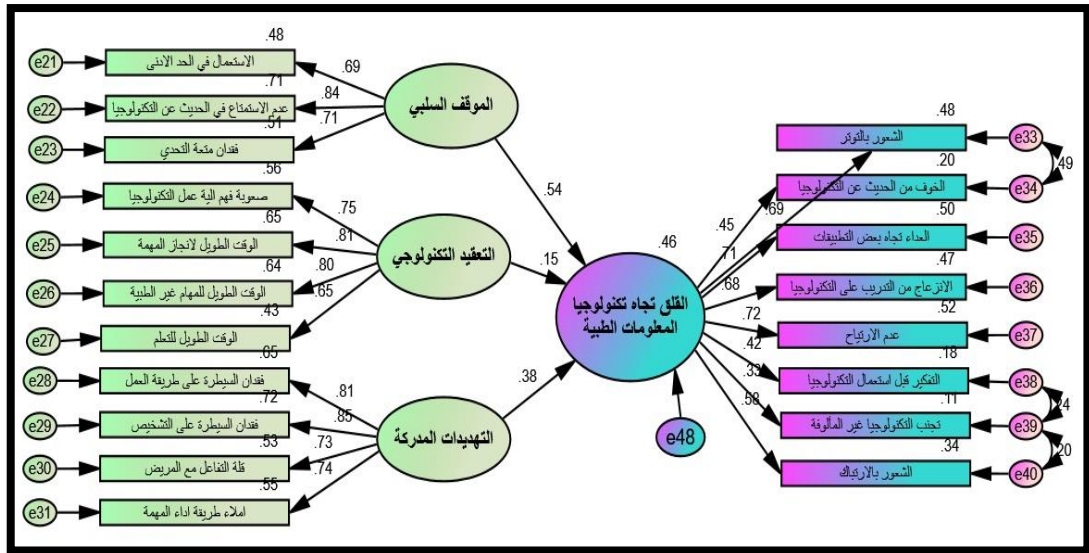 .48
e21
الاستعمال في الحد الادنى
.69
.71
e22
عدم الاستمتاع في الحديث عن التكنولوجيا
.84
.51
e23
فقدان متعة التحدي
.71
الموقف السلبي
.56
e24
صعوبة فهم الية عمل التكنولوجيا
.75
.65
e25
الوقت الطويل لانجاز المهمة
.81
.64
e26
الوقت الطويل للمهام غير الطبية
.80
.43
e27
الوقت الطويل للتعلم
.65
التعقيد التكنولوجي
.65
e28
فقدان السيطرة على طريقة العمل
.81
.72
e29
فقدان السيطرة على التشخيص
.85
.53
e30
قلة التفاعل مع المريض
.73
.55
e31
املاء طريقة اداء المهمة
.74
التهديدات المدركة
.54
.15
.38
.46
القلق تجاه تكنولوجيا
المعلومات الطبية
e48
.48
الشعور بالتوتر
e33
.69
.49
.20
الخوف من الحديث عن التكنولوجيا
e34
.45
.50
العداء تجاه بعض التطبيقات
e35
.71
.47
الانزعاج من التدريب على التكنولوجيا
e36
.68
.52
عدم الارتياح
e37
.72
.18
التفكير قبل استعمال التكنولوجيا
e38
.42
.24
.11
تجنب التكنولوجيا غير المألوفة
e39
.33
.20
.34
الشعور بالارتباك
e40
.58